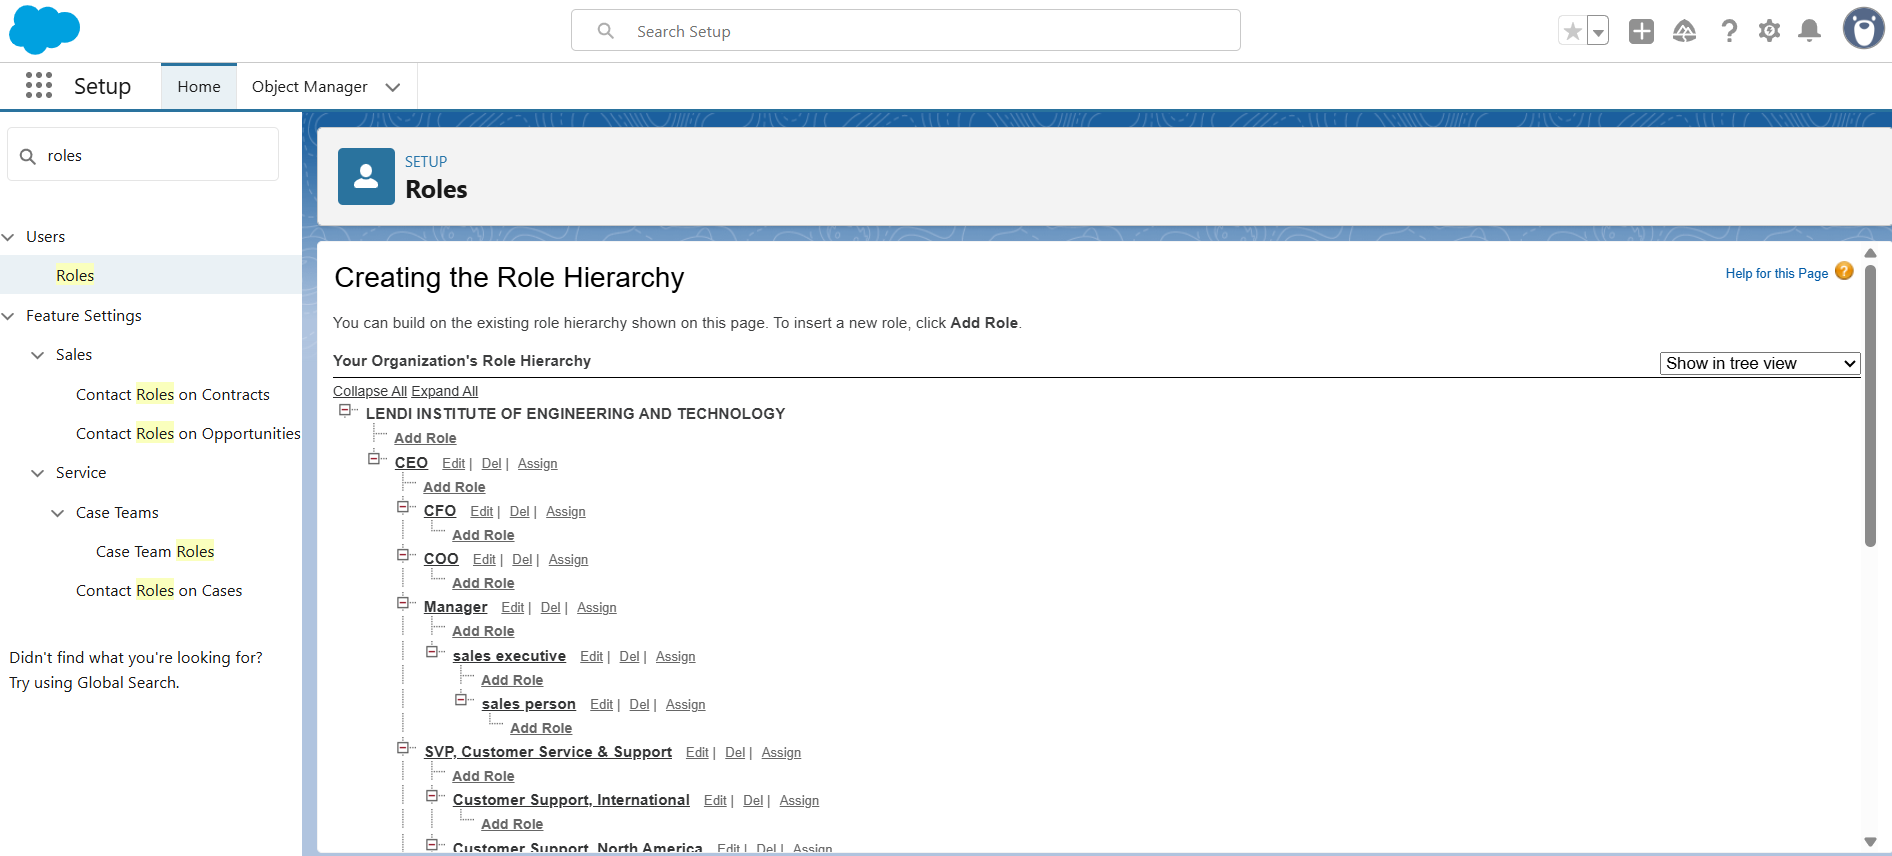 Search Setup
Setup
Home
Object Manager
roles
Users
Roles
Feature Settings
Sales
Contact Roles on Contracts
Contact Roles on Opportunities
Service
Case Teams
Case Team Roles
Contact Roles on Cases
Didn't find what you're looking for?
Try using Global Search.
SETUP
Roles
Creating the Role Hierarchy
Help for this Page ?
You can build on the existing role hierarchy shown on this page. To insert a new role, click Add Role.
Your Organization's Role Hierarchy
Show in tree view
Collapse All Expand All
LENDI INSTITUTE OF ENGINEERING AND TECHNOLOGY
Add Role
CEO Edit | Del | Assign
Add Role
CFO Edit | Del | Assign
Add Role
COO Edit | Del | Assign
Add Role
Manager Edit | Del | Assign
Add Role
sales executive Edit | Del | Assign
Add Role
sales person Edit | Del | Assign
Add Role
SVP, Customer Service & Support Edit | Del | Assign
Add Role
Customer Support, International Edit | Del | Assign
Add Role
Customer Support, North America Edit | Del | Assign